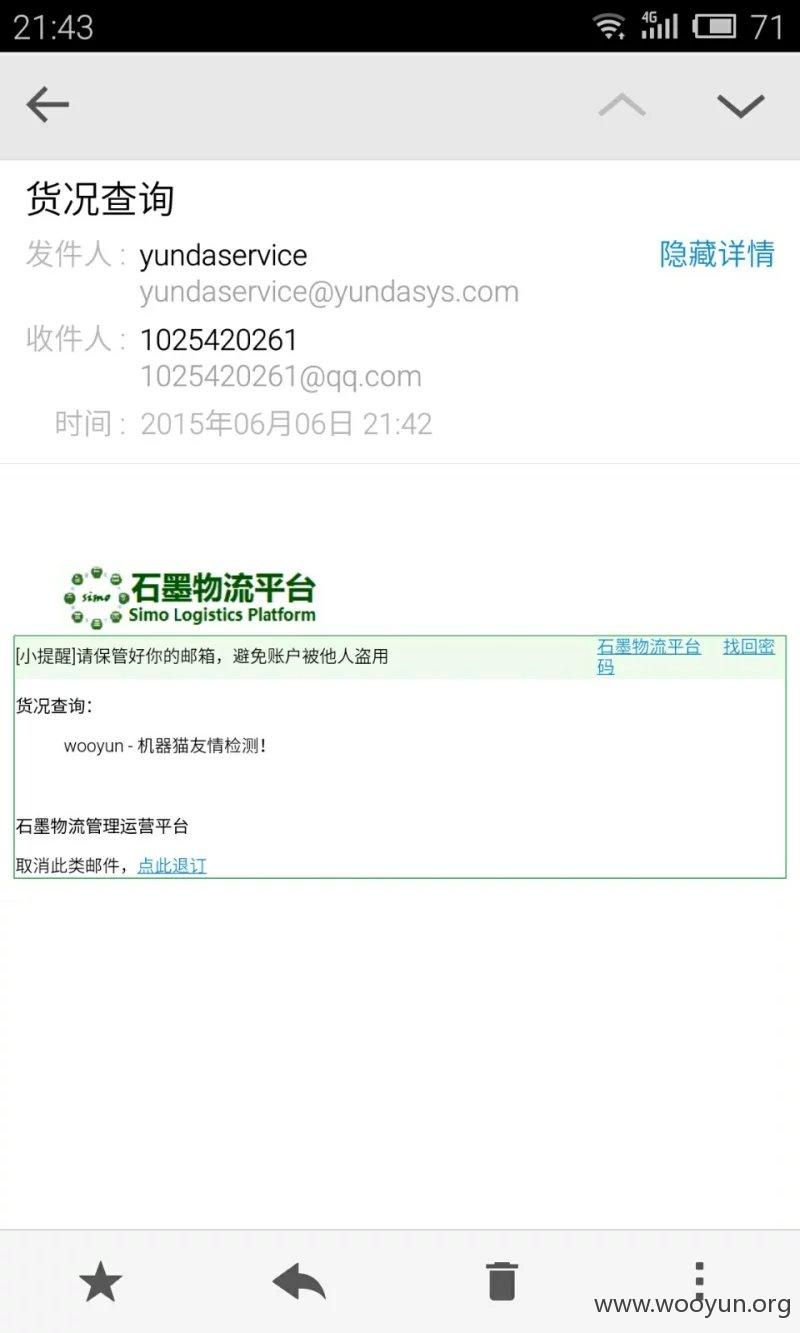 21:43
4G
71
货况查询
发件人 : yundaservice
隐藏详情
yundaservice@yundasys.com
收件人 : 1025420261
1025420261@qq.com
时间 : 2015年06月06日 21:42
simo
石墨物流平台
Simo Logistics Platform
[小提醒]请保管好你的邮箱，避免账户被他人盗用
石墨物流平台 找回密
码
货况查询：
wooyun - 机器猫友情检测！
石墨物流管理运营平台
取消此类邮件，点此退订
www.wooyun.org